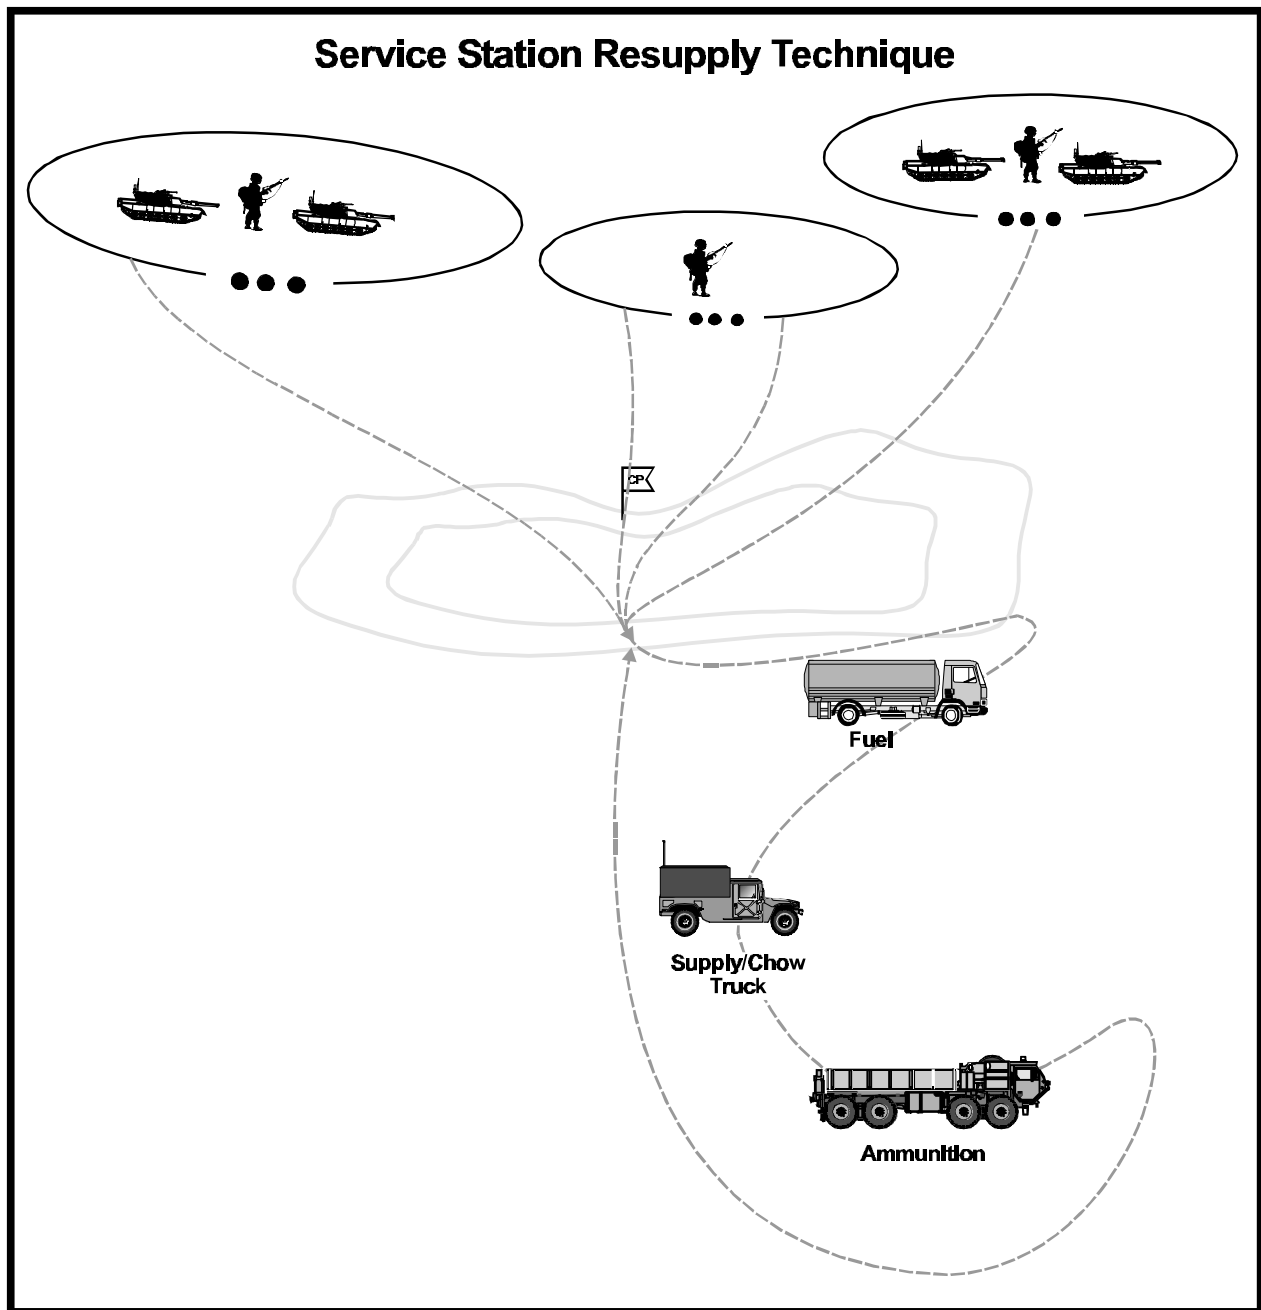 Service Station Resupply Technique
CP
Fuel
Supply/Chow
Truck
Ammunition